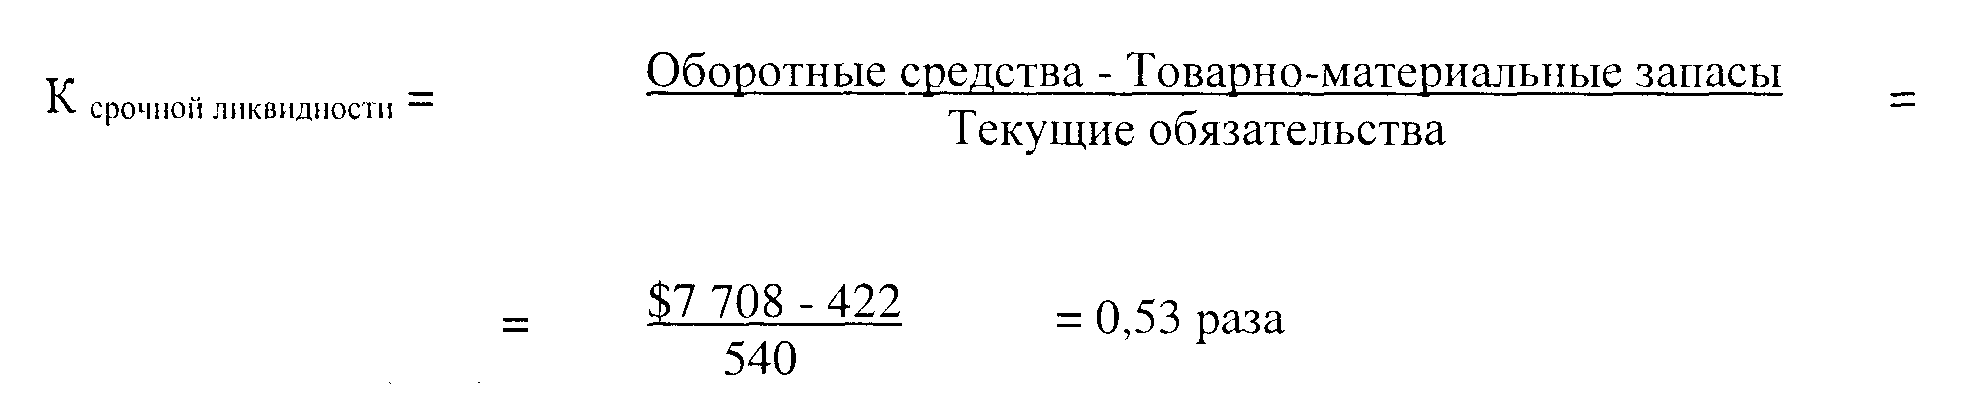 Оборотные средства - Товарно-материальные запасы
К срочной ликвидности = =
Текущие обязательства
$7 708 - 422
= = 0,53 раза
540